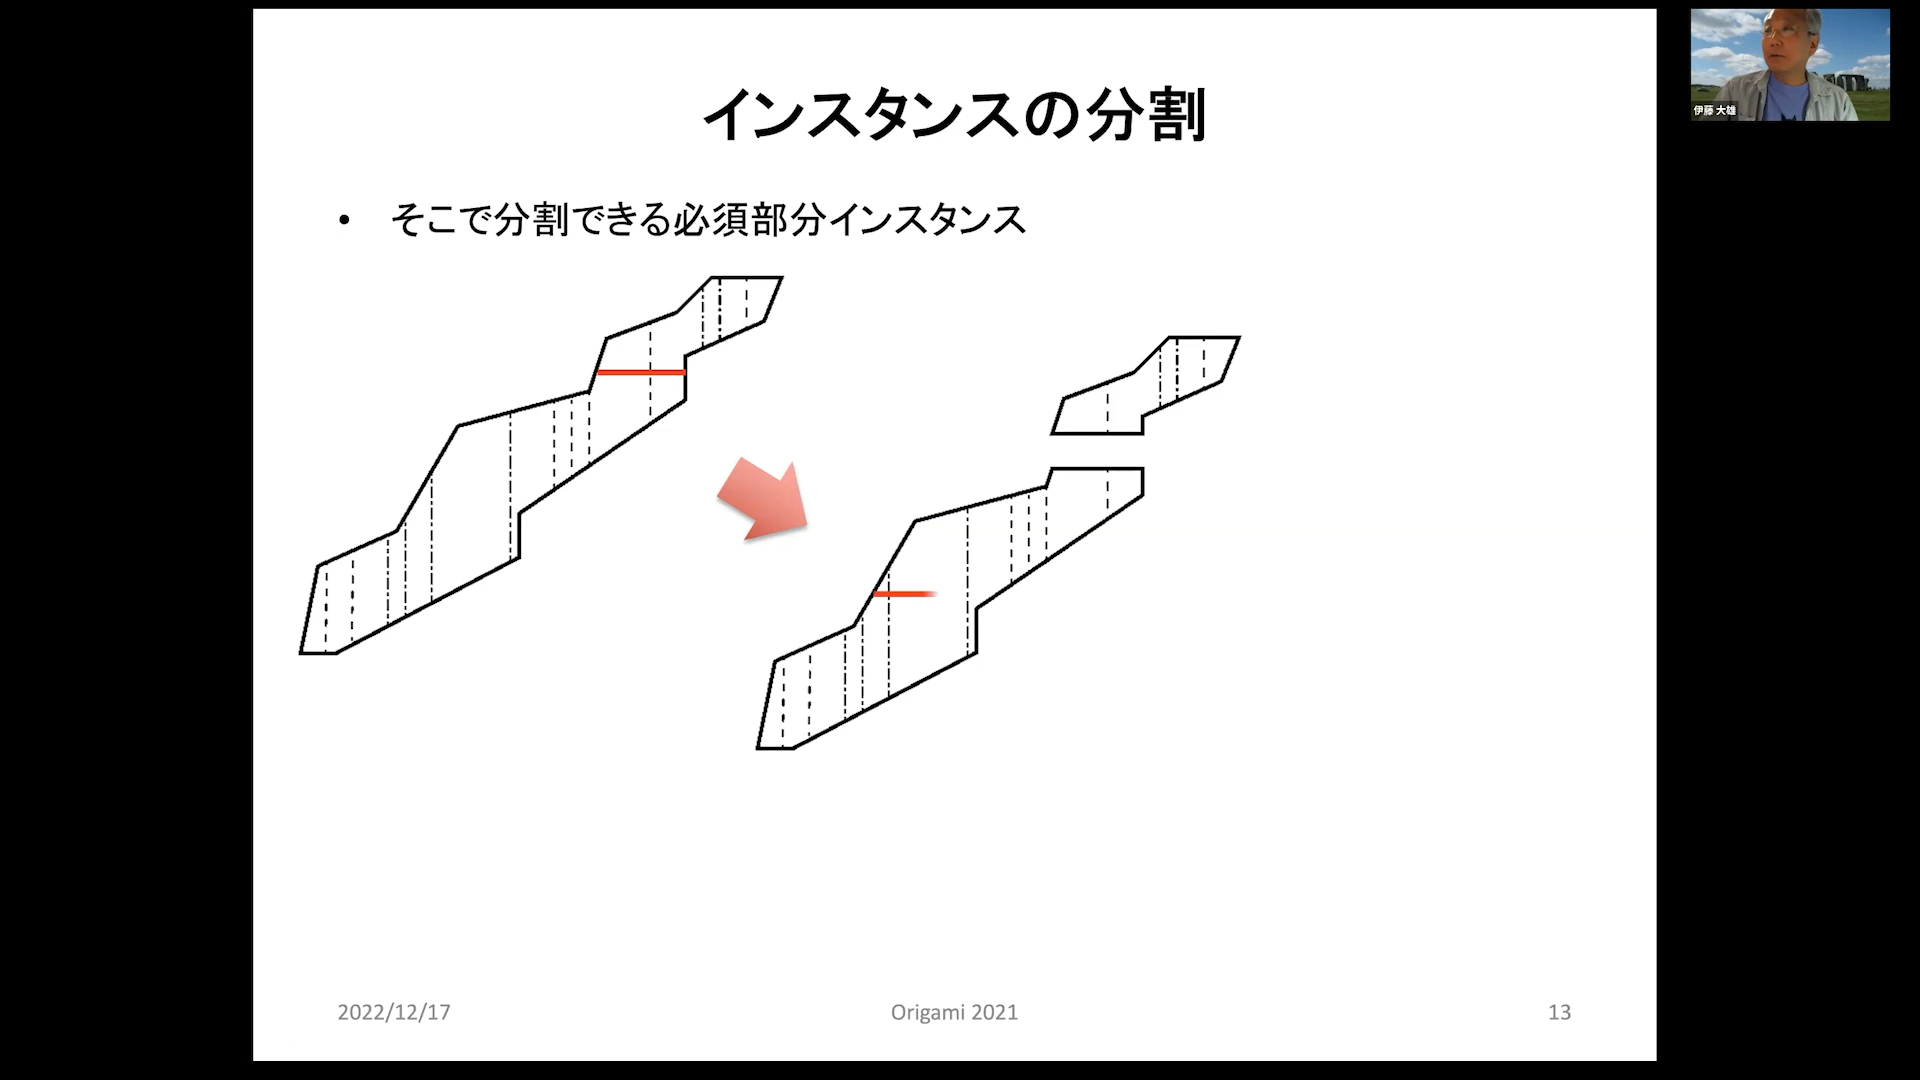 インスタンスの分割
• そこで分割できる必須部分インスタンス
伊藤 大雄
2022/12/17
Origami 2021
13